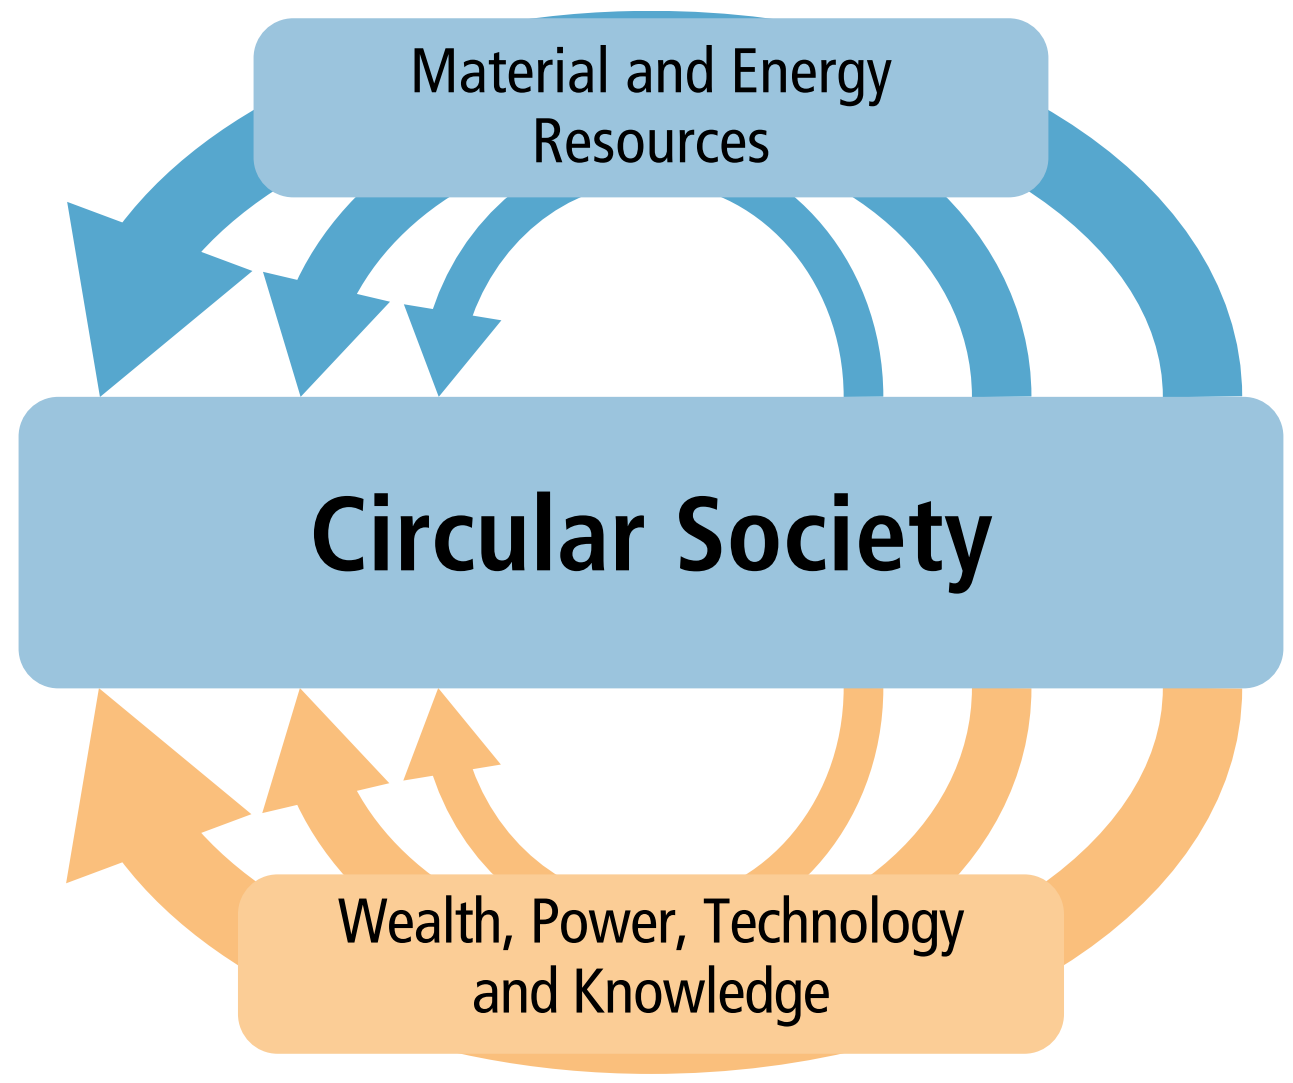 Material and Energy
Resources
Circular Society
Wealth, Power, Technology
and Knowledge